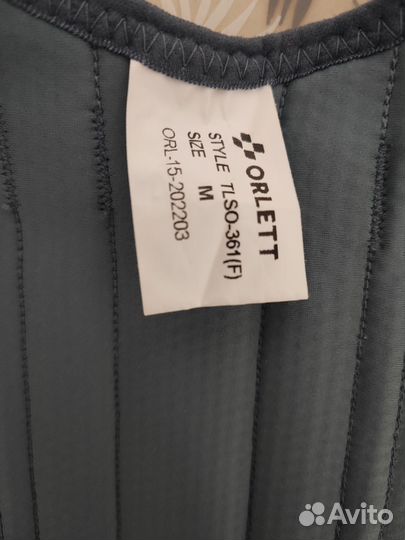 ORLETT
STYLE TLSO-361(F)
SIZE M
ORL-15-202203
Avito